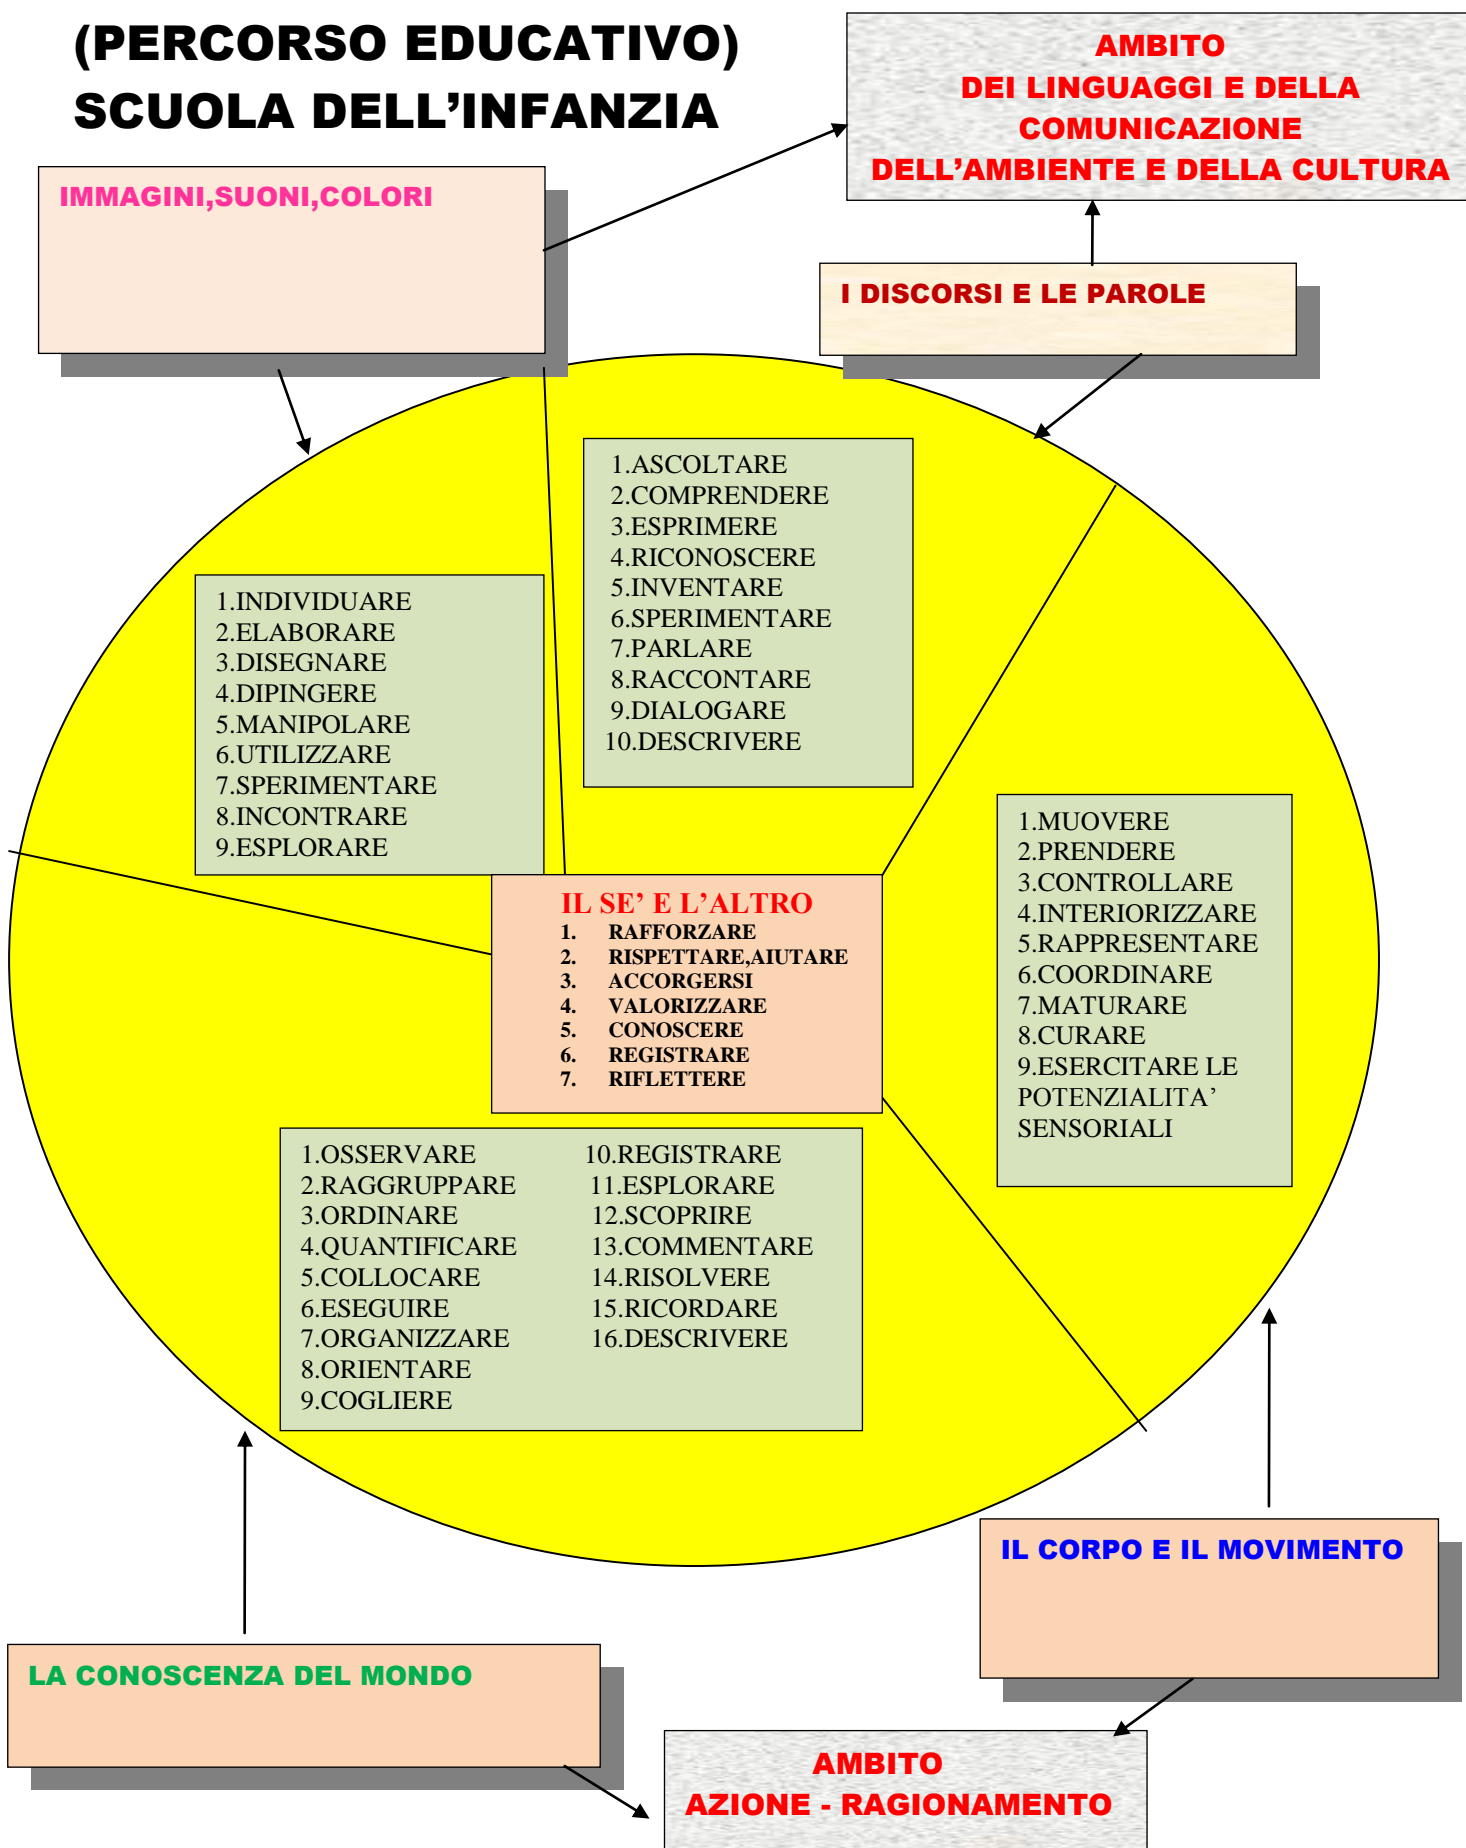 (PERCORSO EDUCATIVO)
SCUOLA DELL’INFANZIA
AMBITO
DEI LINGUAGGI E DELLA
COMUNICAZIONE
DELL’AMBIENTE E DELLA CULTURA
IMMAGINI,SUONI,COLORI
I DISCORSI E LE PAROLE
1.ASCOLTARE
2.COMPRENDERE
3.ESPRIMERE
4.RICONOSCERE
5.INVENTARE
6.SPERIMENTARE
7.PARLARE
8.RACCONTARE
9.DIALOGARE
10.DESCRIVERE
1.INDIVIDUARE
2.ELABORARE
3.DISEGNARE
4.DIPINGERE
5.MANIPOLARE
6.UTILIZZARE
7.SPERIMENTARE
8.INCONTRARE
9.ESPLORARE
1.MUOVERE
2.PRENDERE
3.CONTROLLARE
4.INTERIORIZZARE
5.RAPPRESENTARE
6.COORDINARE
7.MATURARE
8.CURARE
9.ESERCITARE LE
POTENZIALITA’
SENSORIALI
IL SE’ E L’ALTRO
1. RAFFORZARE
2. RISPETTARE,AIUTARE
3. ACCORGERSI
4. VALORIZZARE
5. CONOSCERE
6. REGISTRARE
7. RIFLETTERE
1.OSSERVARE
2.RAGGRUPPARE
3.ORDINARE
4.QUANTIFICARE
5.COLLOCARE
6.ESEGUIRE
7.ORGANIZZARE
8.ORIENTARE
9.COGLIERE
10.REGISTRARE
11.ESPLORARE
12.SCOPRIRE
13.COMMENTARE
14.RISOLVERE
15.RICORDARE
16.DESCRIVERE
IL CORPO E IL MOVIMENTO
LA CONOSCENZA DEL MONDO
AMBITO
AZIONE - RAGIONAMENTO